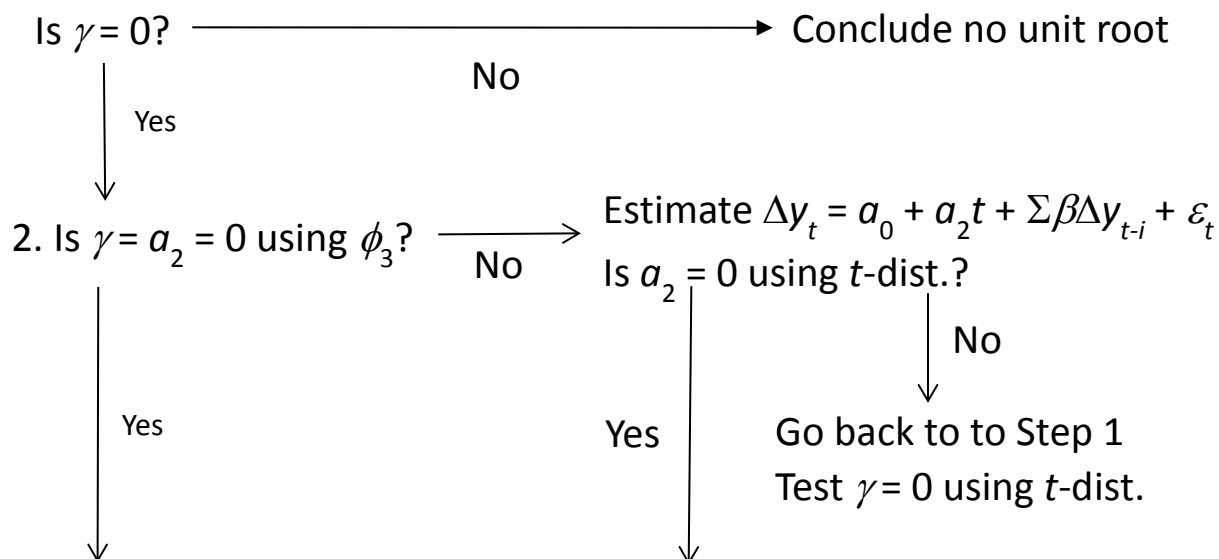 Is γ = 0?
Conclude no unit root
No
Yes
2. Is γ = a₂ = 0 using ϕ₃?
No
Estimate Δyₜ = a₀ + a₂t + ΣβΔyₜ₋ᵢ + εₜ
Is a₂ = 0 using t-dist.?
No
Yes
Yes
Go back to to Step 1
Test γ = 0 using t-dist.